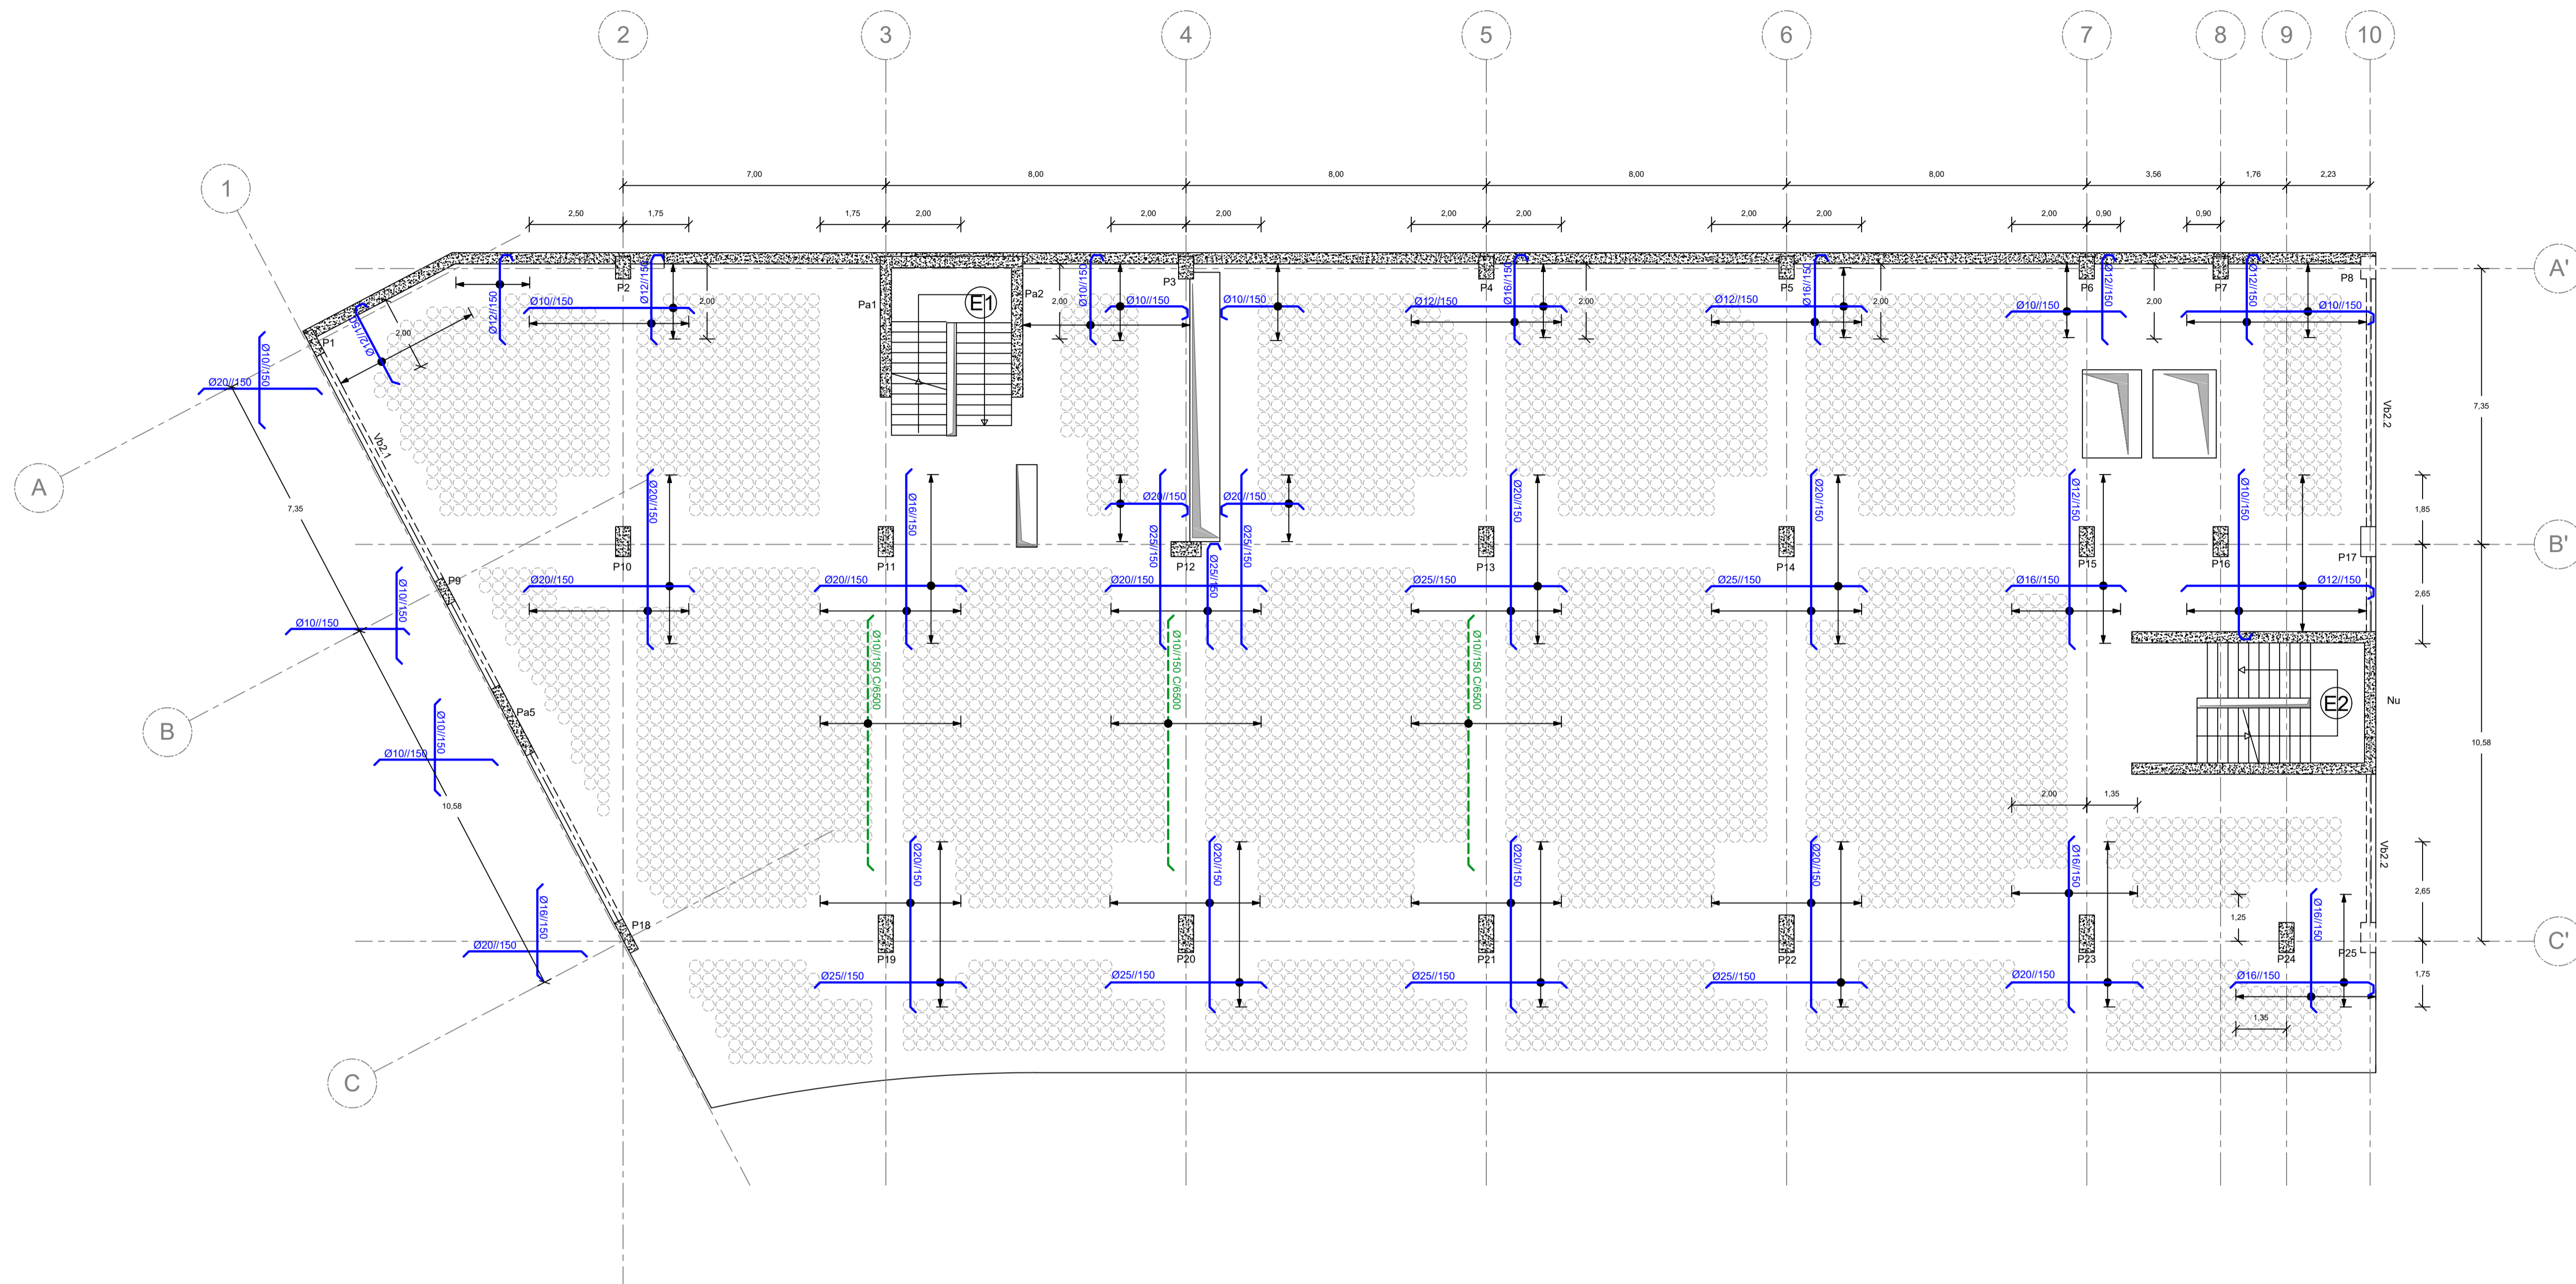 2
3
4
5
6
7
8
9
10
1
7,00
8,00
8,00
8,00
8,00
3,56
1,76
2,23
2,50
1,75
1,75
2,00
2,00
2,00
2,00
2,00
2,00
2,00
2,00
0,90
0,90
A'
P2
Pa1
E1
Pa2
P3
P4
P5
P6
P7
P8
Ø12//150
Ø10//150
Ø12//150
2,00
2,00
Ø10//150
Ø10//150
Ø10//150
Ø12//150
Ø16//150
2,00
Ø12//150
Ø16//150
2,00
Ø10//150
Ø12//150
2,00
Ø12//150
Ø10//150
P1
Ø12//150
2,00
Ø10//150
Ø20//150
Vb2.1
Vb2.2
7,35
A
7,35
Ø20//150
Ø16//150
Ø20//150
Ø20//150
Ø25//150
Ø25//150
Ø25//150
Ø20//150
Ø20//150
Ø12//150
Ø10//150
1,85
B'
P10
P11
P12
P13
P14
P15
P16
P17
P9
Ø20//150
Ø20//150
Ø20//150
Ø25//150
Ø25//150
Ø16//150
Ø12//150
2,65
Ø10//150
Ø10//150
Ø10//150 C/6500
Ø10//150 C/6500
Ø10//150 C/6500
B
Pa5
E2
Nu
Ø10//150
Ø10//150
10,58
10,58
2,00
1,35
Vb2.2
Ø20//150
Ø20//150
Ø20//150
Ø20//150
Ø16//150
2,65
1,25
Ø16//150
Ø16//150
Ø20//150
P18
C'
P19
P20
P21
P22
P23
P24
P25
Ø25//150
Ø25//150
Ø25//150
Ø25//150
Ø20//150
Ø16//150
1,75
1,35
C